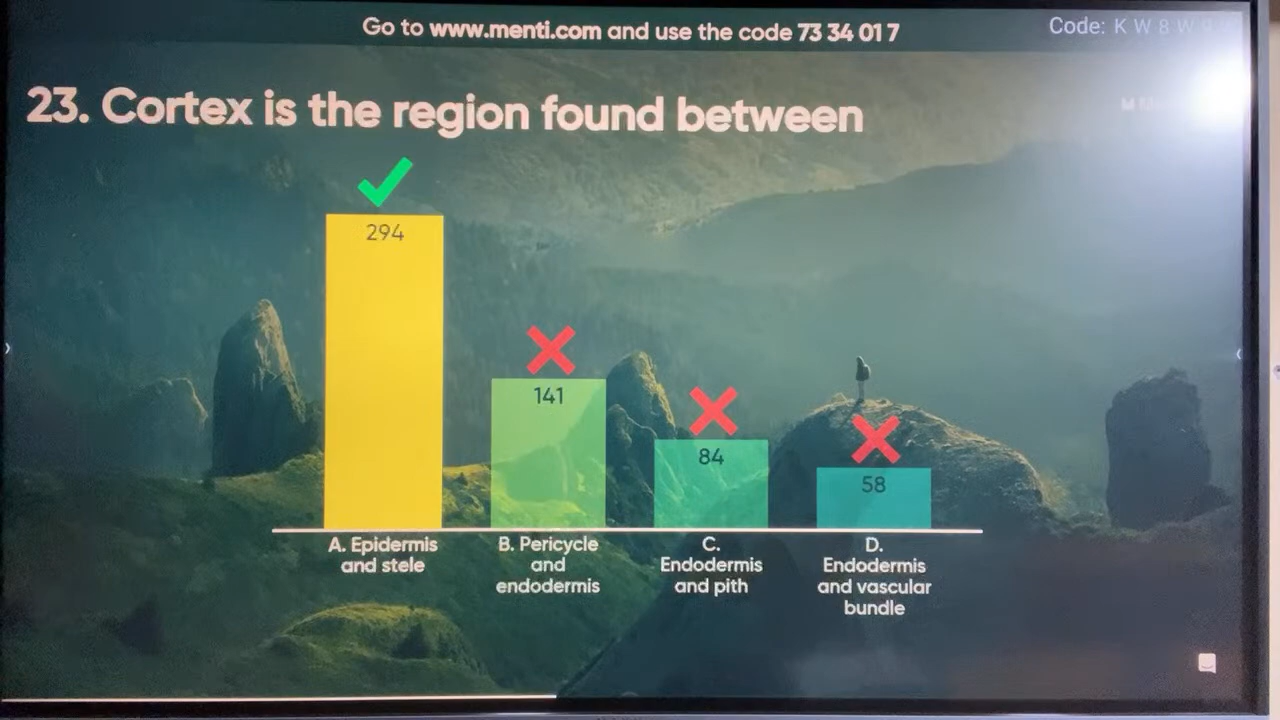 Go to www.menti.com and use the code 73 34 01 7
Code: K W 8 W
23. Cortex is the region found between
294
141
84
58
A. Epidermis
and stele
B. Pericycle
and
endodermis
C.
Endodermis
and pith
D.
Endodermis
and vascular
bundle